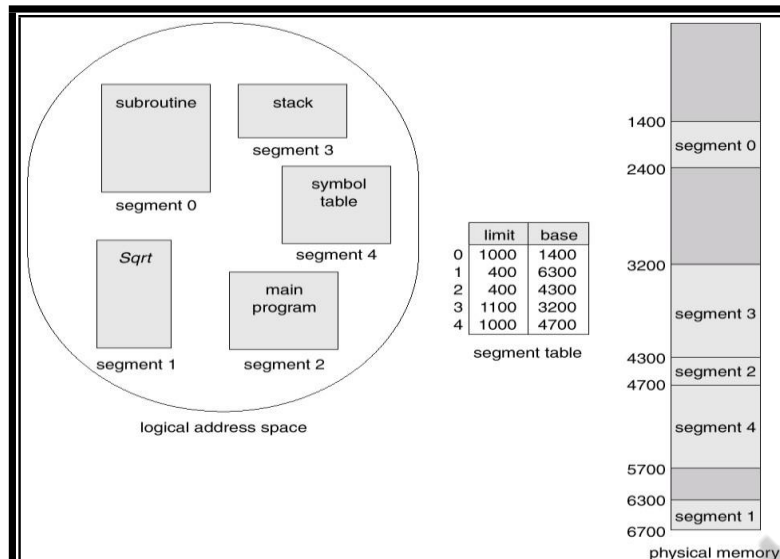 subroutine
segment 0
stack
segment 3
symbol
table
segment 4
Sqrt
segment 1
main
program
segment 2
logical address space
limit base
0 1000 1400
1 400 6300
2 400 4300
3 1100 3200
4 1000 4700
segment table
1400
segment 0
2400
3200
segment 3
4300
segment 2
4700
segment 4
5700
6300
segment 1
6700
physical memory